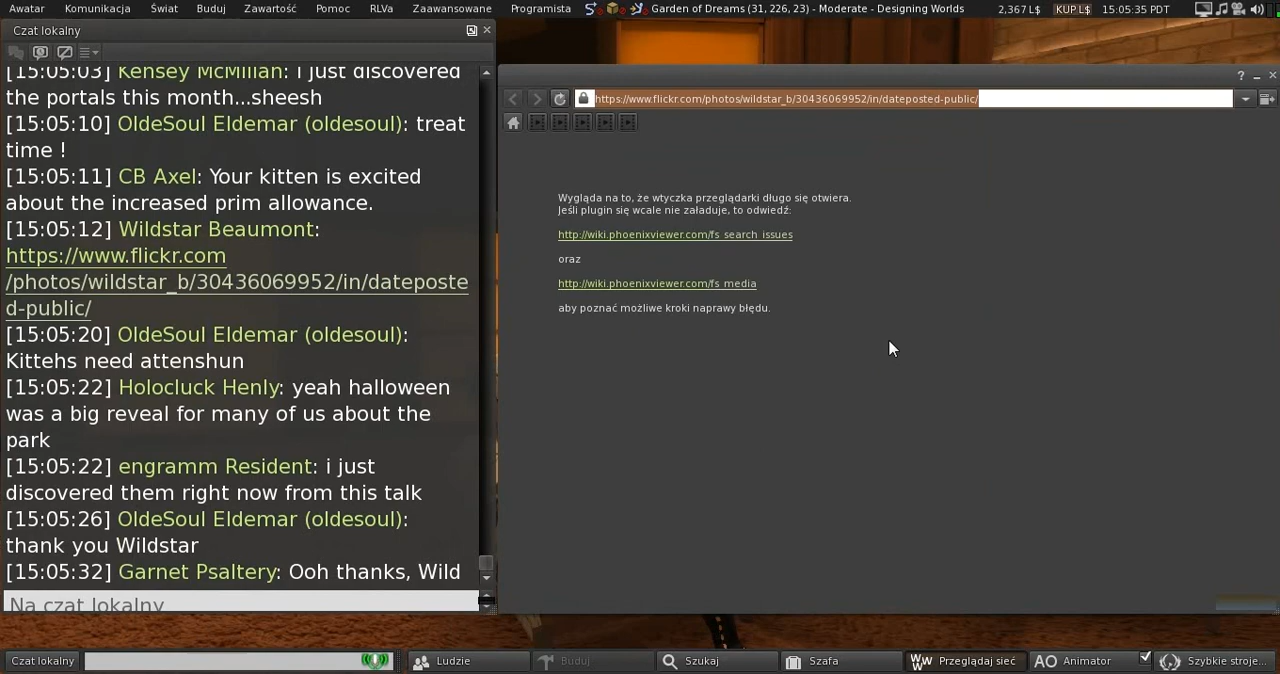 Awatar Komunikacja Świat Buduj Zawartość Pomoc RLVa Zaawansowane Programista Garden of Dreams (31, 226, 23) - Moderate - Designing Worlds 2,367 L$ KUP L$ 15:05:35 PDT
Czat lokalny
[15:05:03] Kensey McMillan: I just discovered
the portals this month...sheesh
[15:05:10] OldeSoul Eldemar (oldesoul): treat
time !
[15:05:11] CB Axel: Your kitten is excited
about the increased prim allowance.
[15:05:12] Wildstar Beaumont:
https://www.flickr.com
/photos/wildstar_b/30436069952/in/dateposte
d-public/
[15:05:20] OldeSoul Eldemar (oldesoul):
Kittehs need attenshun
[15:05:22] Holocluck Henly: yeah halloween
was a big reveal for many of us about the
park
[15:05:22] engramm Resident: i just
discovered them right now from this talk
[15:05:26] OldeSoul Eldemar (oldesoul):
thank you Wildstar
[15:05:32] Garnet Psaltery: Ooh thanks, Wild
Na czat lokalny
https://www.flickr.com/photos/wildstar_b/30436069952/in/dateposted-public/
Wygląda na to, że wtyczka przeglądarki długo się otwiera.
Jeśli plugin się wcale nie załaduje, to odwiedź:
http://wiki.phoenixviewer.com/fs_search_issues
oraz
http://wiki.phoenixviewer.com/fs_media
aby poznać możliwe kroki naprawy błędu.
Czat lokalny Ludzie Buduj Szukaj Szafa WWW Przeglądaj sieć AO Animator Szybkie stroje...